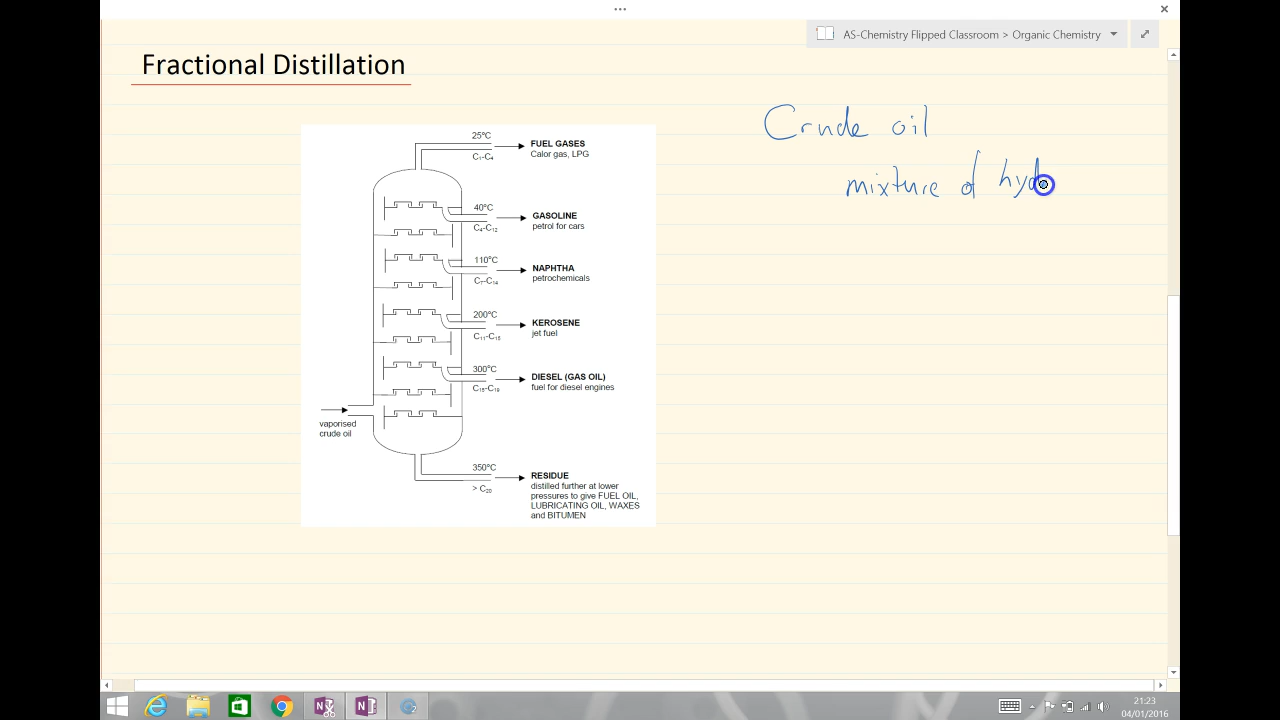 AS-Chemistry Flipped Classroom > Organic Chemistry
Fractional Distillation
Crude oil
mixture of hyd
25°C
C1-C4
FUEL GASES
Calor gas, LPG
40°C
C4-C12
GASOLINE
petrol for cars
110°C
C7-C14
NAPHTHA
petrochemicals
200°C
C11-C15
KEROSENE
jet fuel
300°C
C15-C19
DIESEL (GAS OIL)
fuel for diesel engines
vaporised
crude oil
350°C
> C20
RESIDUE
distilled further at lower
pressures to give FUEL OIL,
LUBRICATING OIL, WAXES
and BITUMEN
21:23
04/01/2016